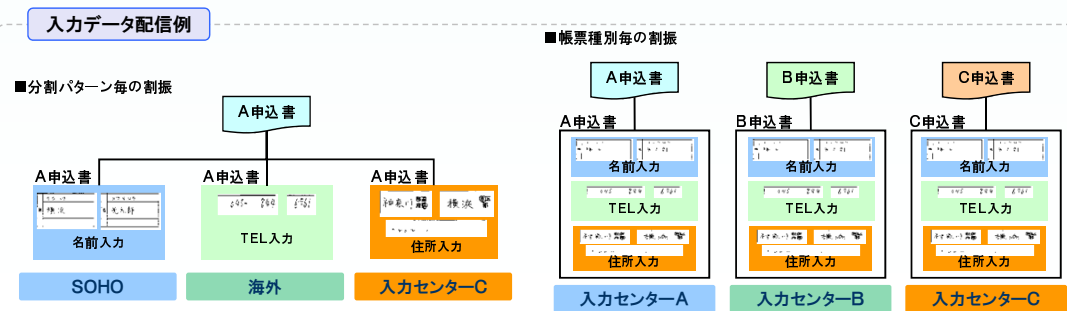 入力データ配信例
■分割パターン毎の割振
A申込書
A申込書
名前入力
SOHO
A申込書
TEL入力
海外
A申込書
神奈川
横浜
住所入力
入力センターC
■帳票種別毎の割振
A申込書
A申込書
名前入力
TEL入力
住所入力
入力センターA
B申込書
B申込書
名前入力
TEL入力
住所入力
入力センターB
C申込書
C申込書
名前入力
TEL入力
住所入力
入力センターC